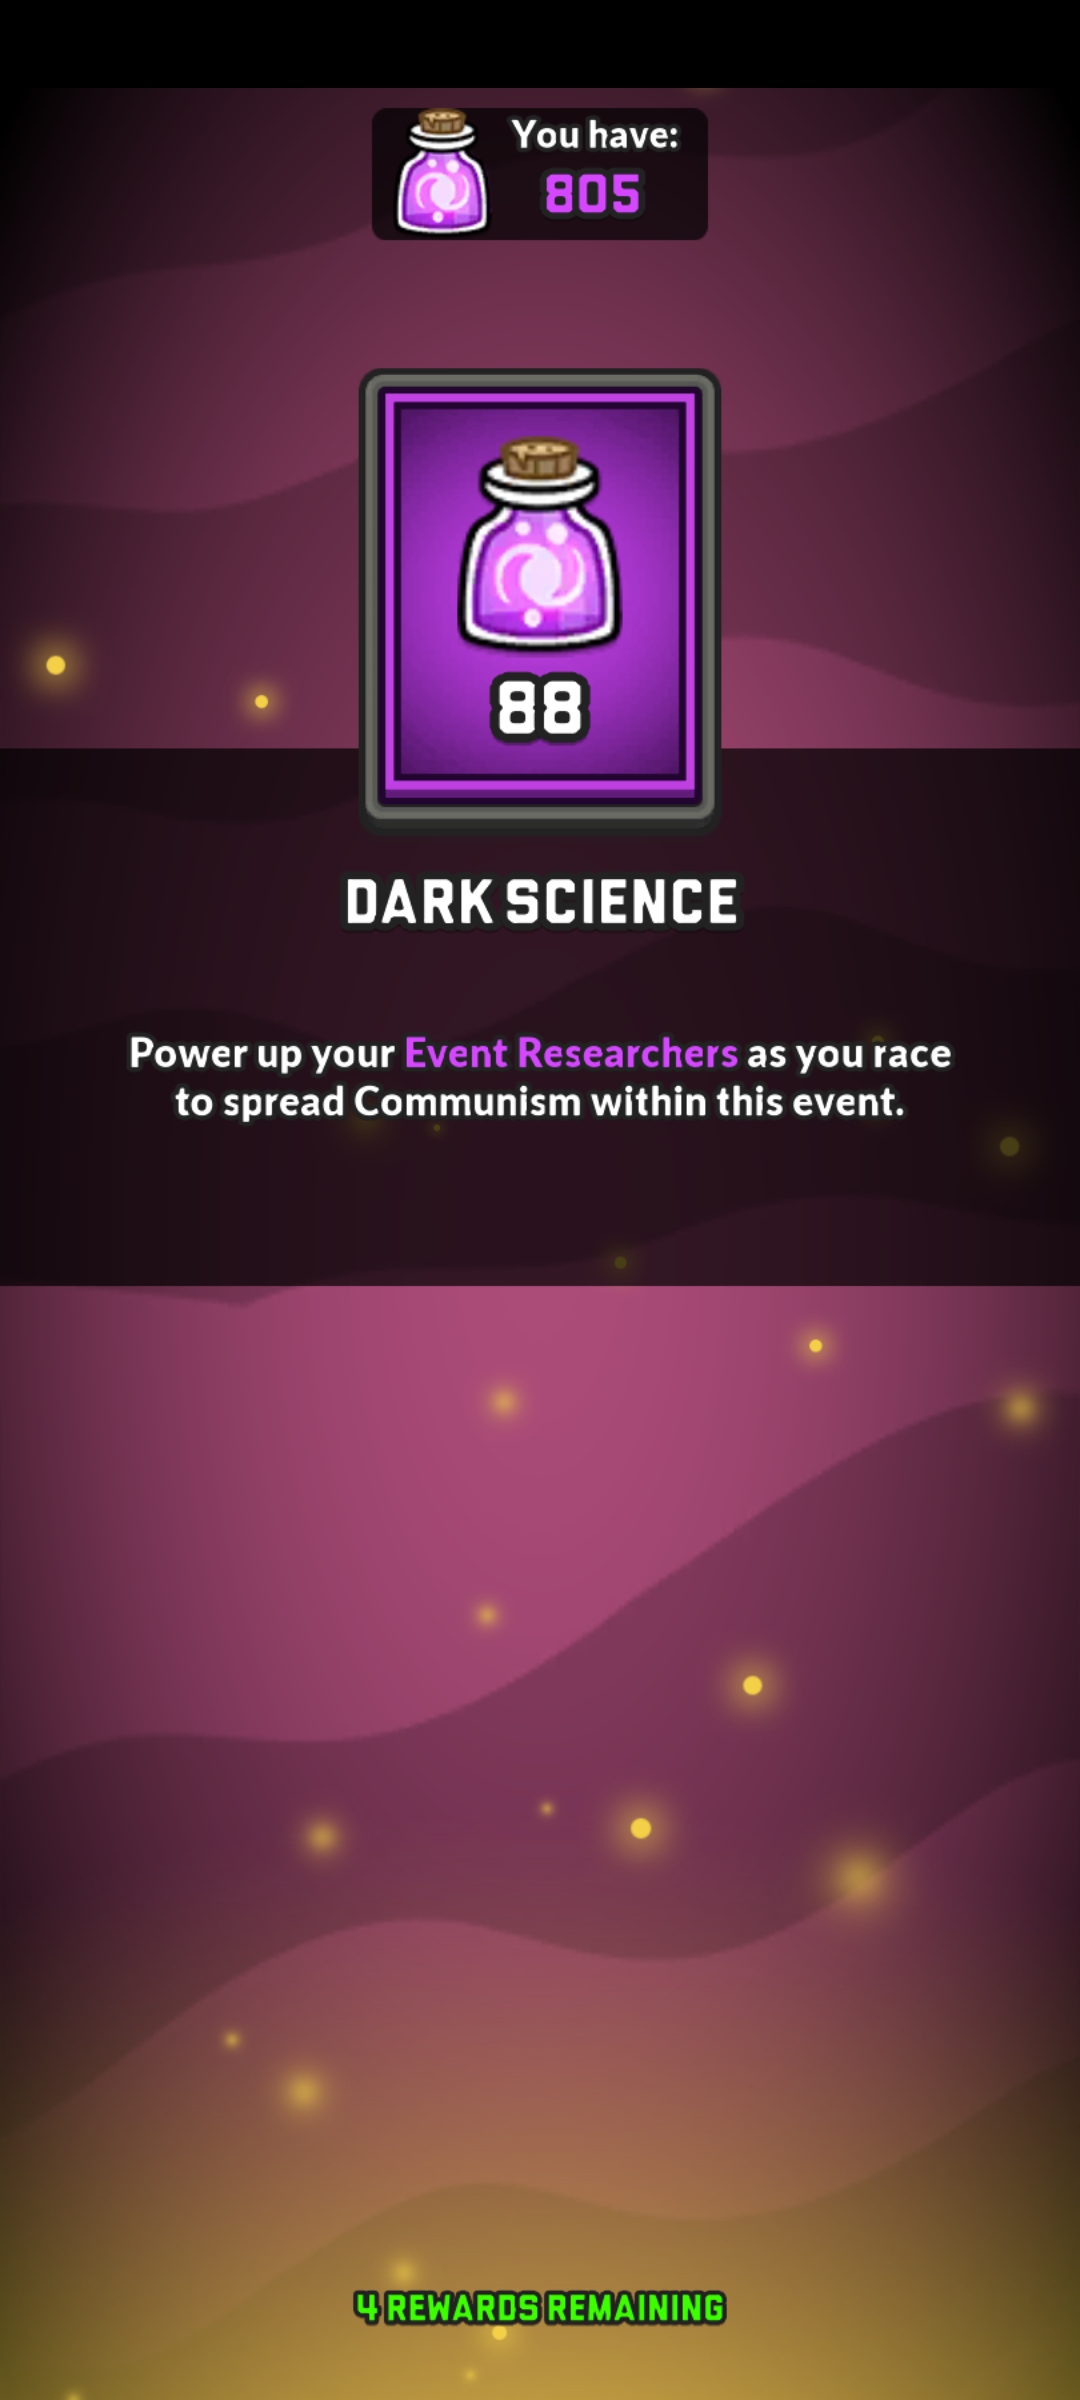 You have:
805
88
DARK SCIENCE
Power up your Event Researchers as you race
to spread Communism within this event.
4 REWARDS REMAINING